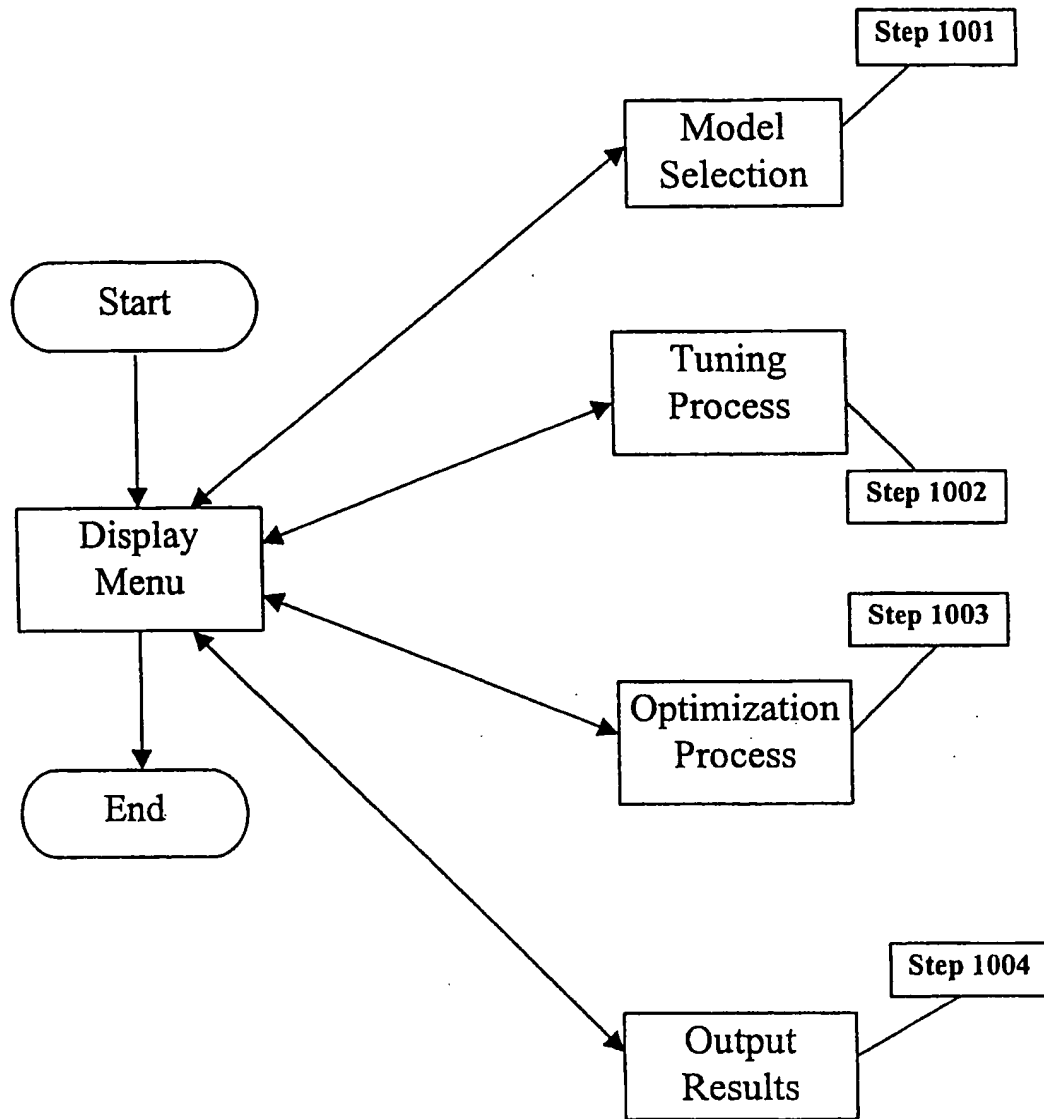 Step 1001
Model
Selection
Start
Tuning
Process
Step 1002
Display
Menu
Step 1003
Optimization
Process
End
Step 1004
Output
Results